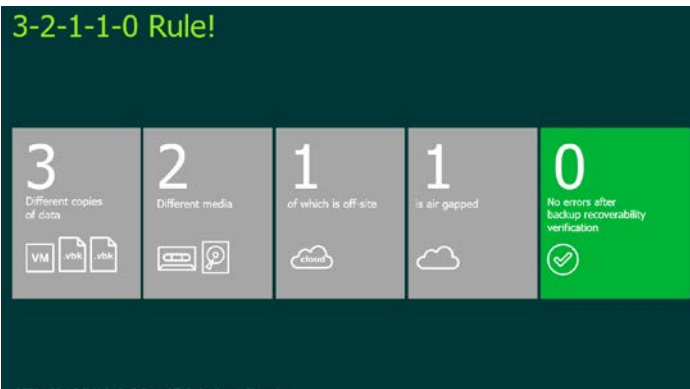 3-2-1-1-0 Rule!
3
Different copies
of data
VM .vbk .vbk
2
Different media
1
of which is off-site
cloud
1
is air gapped
0
No errors after
backup recoverability
verification